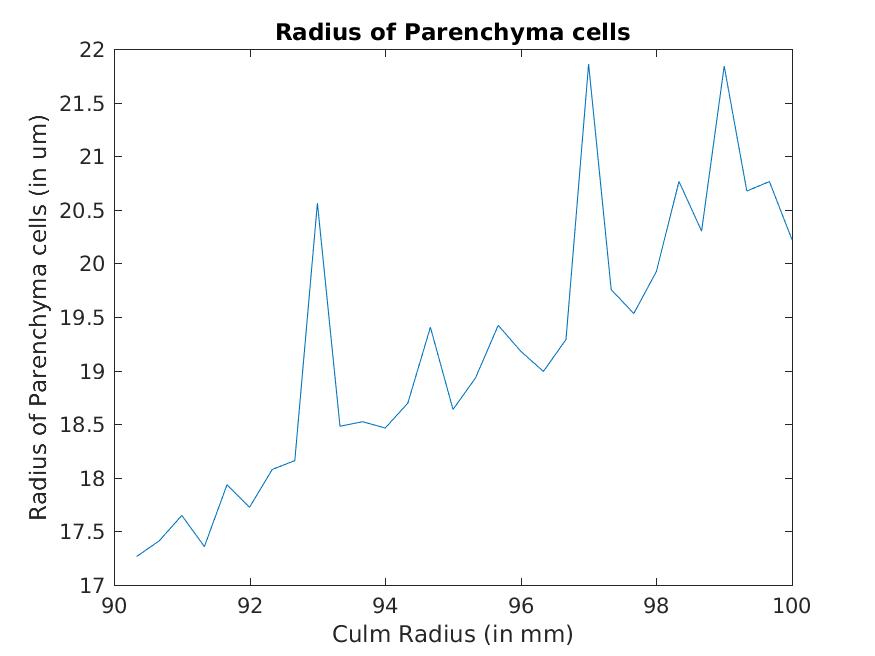 Radius of Parenchyma cells
Radius of Parenchyma cells (in um)
22
21.5
21
20.5
20
19.5
19
18.5
18
17.5
17
90 92 94 96 98 100
Culm Radius (in mm)